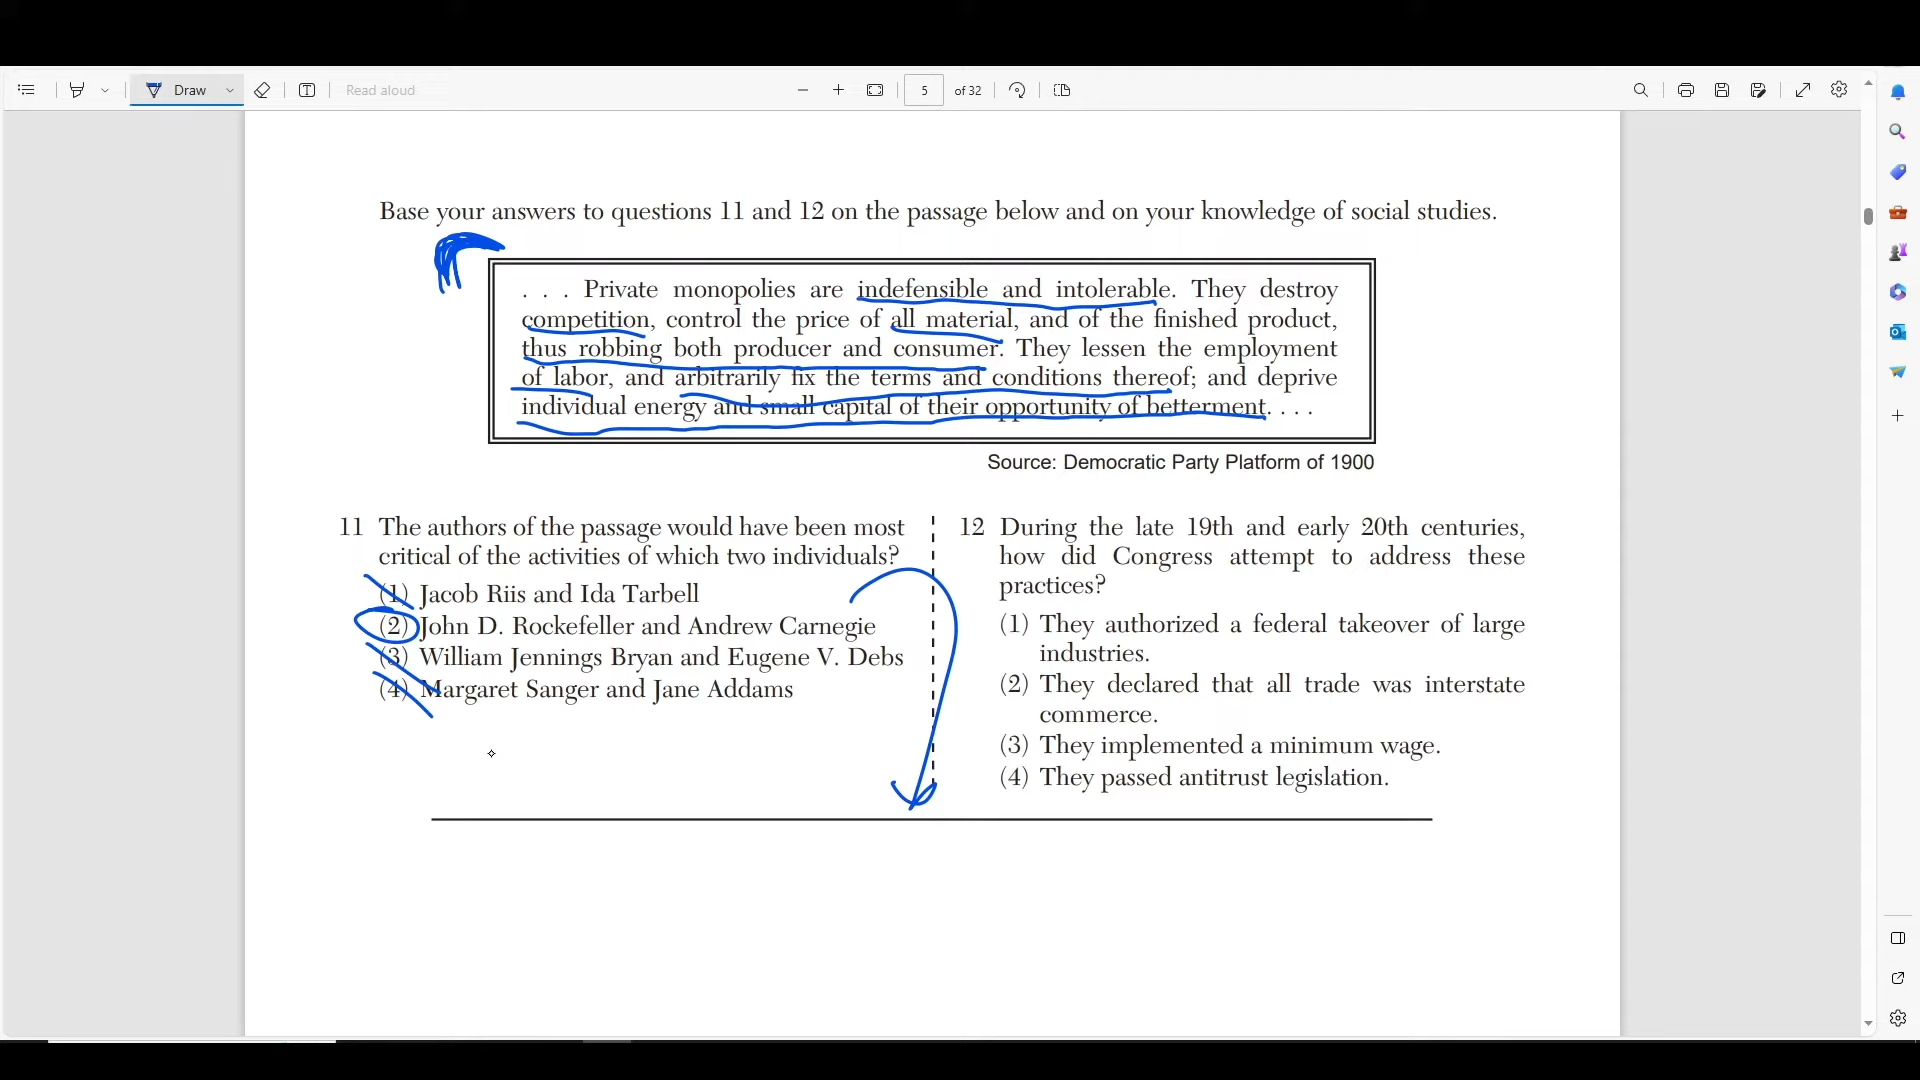 Draw
Read aloud
5 of 32
Base your answers to questions 11 and 12 on the passage below and on your knowledge of social studies.
. . . Private monopolies are indefensible and intolerable. They destroy
competition, control the price of all material, and of the finished product,
thus robbing both producer and consumer. They lessen the employment
of labor, and arbitrarily fix the terms and conditions thereof; and deprive
individual energy and small capital of their opportunity of betterment. . . .
Source: Democratic Party Platform of 1900
11 The authors of the passage would have been most
critical of the activities of which two individuals?
(1) Jacob Riis and Ida Tarbell
(2) John D. Rockefeller and Andrew Carnegie
(3) William Jennings Bryan and Eugene V. Debs
(4) Margaret Sanger and Jane Addams
12 During the late 19th and early 20th centuries,
how did Congress attempt to address these
practices?
(1) They authorized a federal takeover of large
industries.
(2) They declared that all trade was interstate
commerce.
(3) They implemented a minimum wage.
(4) They passed antitrust legislation.